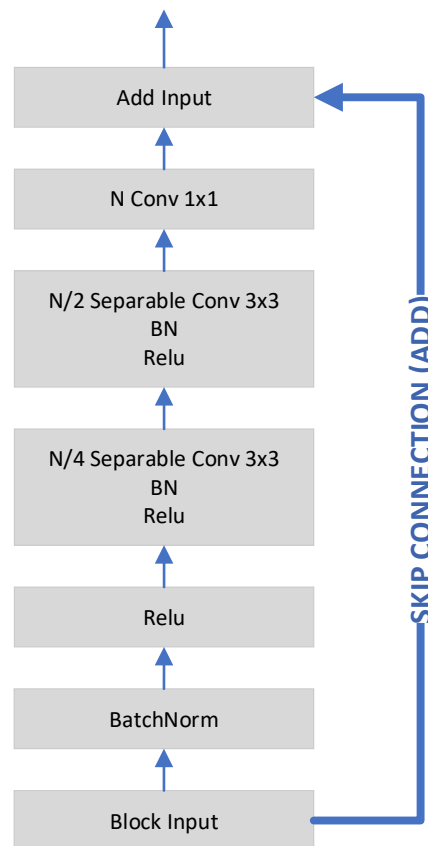 Add Input
N Conv 1x1
N/2 Separable Conv 3x3
BN
Relu
N/4 Separable Conv 3x3
BN
Relu
Relu
BatchNorm
Block Input
SKIP CONNECTION (ADD)